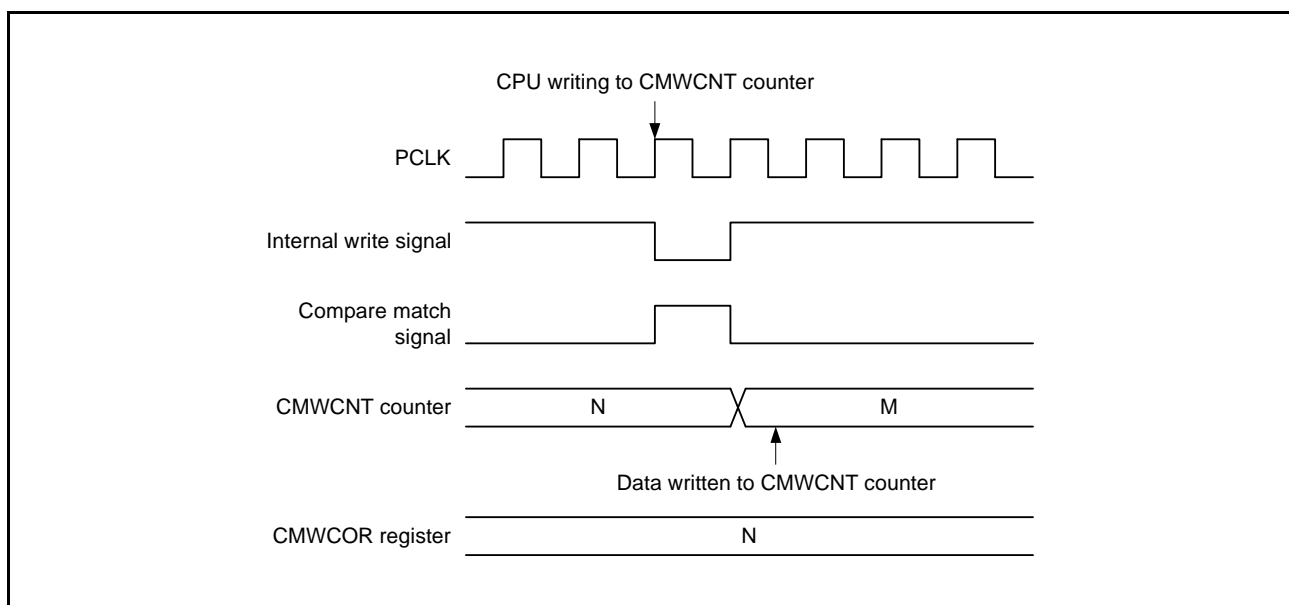 CPU writing to CMWCNT counter
PCLK
Internal write signal
Compare match
signal
CMWCNT counter
N
M
Data written to CMWCNT counter
CMWCOR register
N